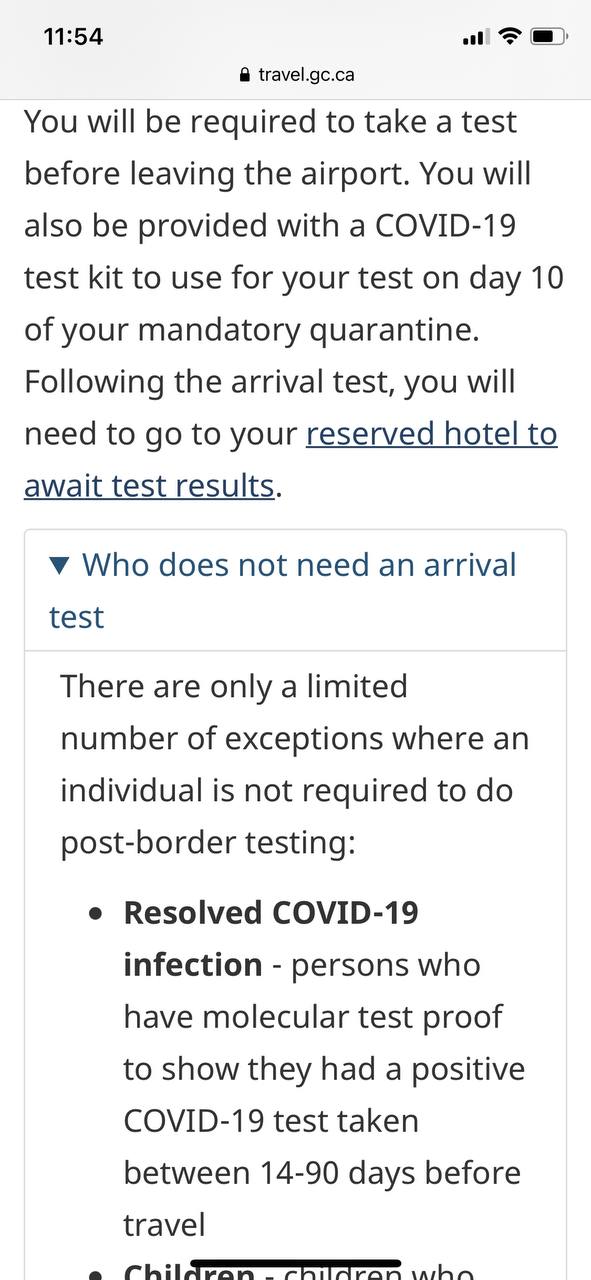 11:54
travel.gc.ca
You will be required to take a test
before leaving the airport. You will
also be provided with a COVID-19
test kit to use for your test on day 10
of your mandatory quarantine.
Following the arrival test, you will
need to go to your reserved hotel to
await test results.
▼ Who does not need an arrival
test
There are only a limited
number of exceptions where an
individual is not required to do
post-border testing:
• Resolved COVID-19
infection - persons who
have molecular test proof
to show they had a positive
COVID-19 test taken
between 14-90 days before
travel
• Children - children who